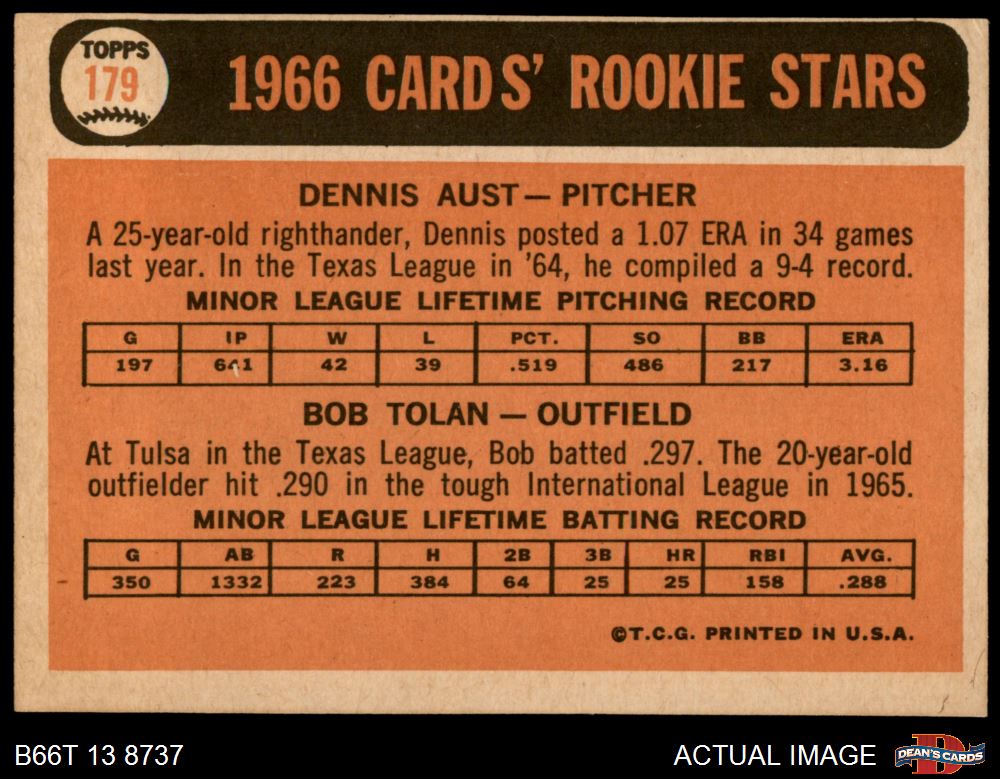 TOPPS
179
1966 CARDS' ROOKIE STARS
DENNIS AUST — PITCHER
A 25-year-old righthander, Dennis posted a 1.07 ERA in 34 games
last year. In the Texas League in '64, he compiled a 9-4 record.
MINOR LEAGUE LIFETIME PITCHING RECORD
G IP W L PCT. SO BB ERA
197 641 42 39 .519 486 217 3.16
BOB TOLAN — OUTFIELD
At Tulsa in the Texas League, Bob batted .297. The 20-year-old
outfielder hit .290 in the tough International League in 1965.
MINOR LEAGUE LIFETIME BATTING RECORD
G AB R H 2B 3B HR RBI AVG.
350 1332 223 384 64 25 25 158 .288
©T.C.G. PRINTED IN U.S.A.
B66T 13 8737
ACTUAL IMAGE
DEAN'S CARDS